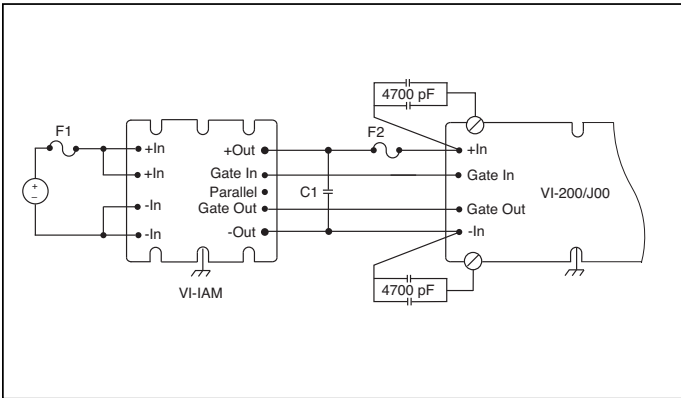 4700 pF
F1
F2
+In
+In
-In
-In
+Out
Gate In
Parallel
Gate Out
-Out
VI-IAM
C1
+In
Gate In
Gate Out
-In
VI-200/J00
4700 pF
+
–